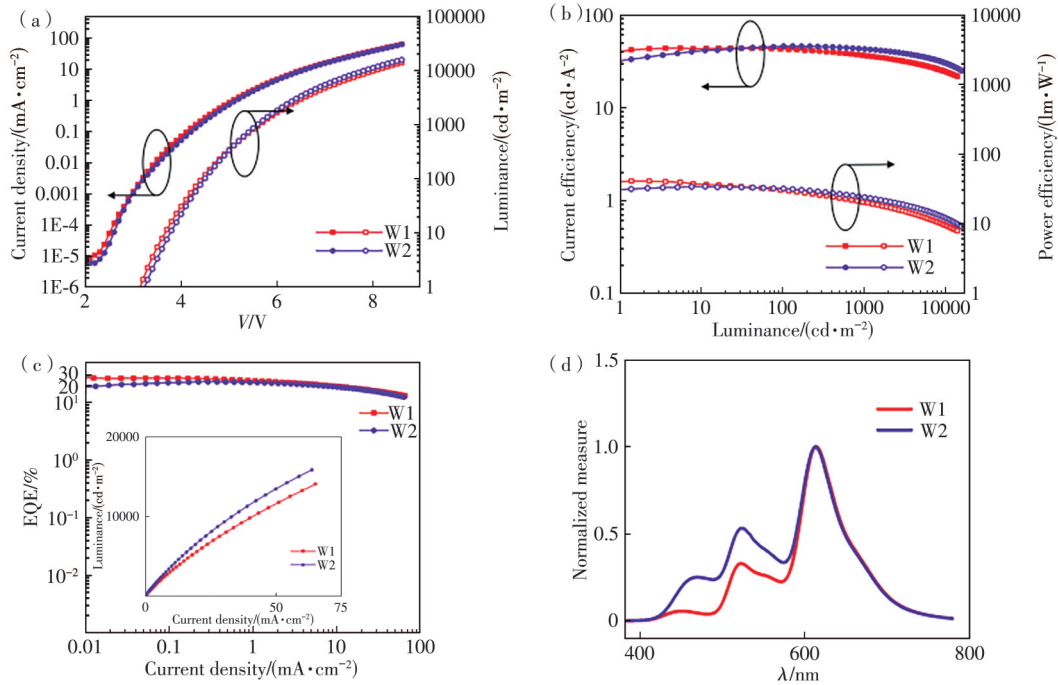 (a)
Current density/(mA·cm⁻²)
100
10
1
0.1
0.01
0.001
1E-4
1E-5
1E-6
2
4
6
8
V/V
100000
10000
1000
100
10
1
Luminance/(cd·m⁻²)
W1
W2
(b)
Current efficiency/(cd·A⁻²)
100
10
1
0.1
1
10
100
1000
10000
Luminance/(cd·m⁻²)
10000
1000
100
10
1
Power efficiency/(lm·W⁻¹)
W1
W2
(c)
EQE/%
30
20
10¹
10⁰
10⁻¹
10⁻²
0.01
0.1
1
10
100
Current density/(mA·cm⁻²)
W1
W2
Luminance/(cd·m⁻²)
20000
10000
0
50
75
Current density/(mA·cm⁻²)
W1
W2
(d)
Normalized measure
1.5
1.0
0.5
0
400
600
800
λ/nm
W1
W2